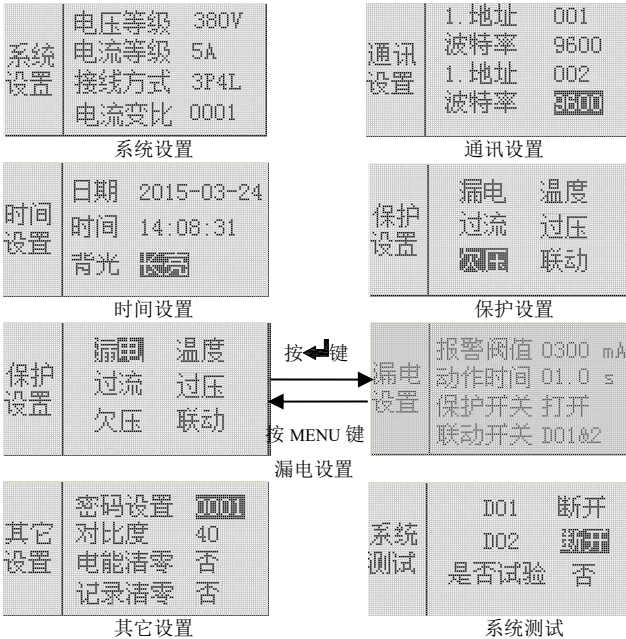 系统
设置
电压等级 380V
电流等级 5A
接线方式 3P4L
电流变比 0001
系统设置
通讯
设置
1.地址 001
波特率 9600
1.地址 002
波特率 9600
通讯设置
时间
设置
日期 2015-03-24
时间 14:08:31
背光 长亮
时间设置
保护
设置
漏电 温度
过流 过压
欠压 联动
保护设置
保护
设置
漏电 温度
过流 过压
欠压 联动
按 键
按 MENU 键
漏电
设置
报警阀值 0300 mA
动作时间 01.0 s
保护开关 打开
联动开关 DO1&2
漏电设置
其它
设置
密码设置 0001
对比度 40
电能清零 否
记录清零 否
其它设置
系统
测试
DO1 断开
DO2 断开
是否试验 否
系统测试